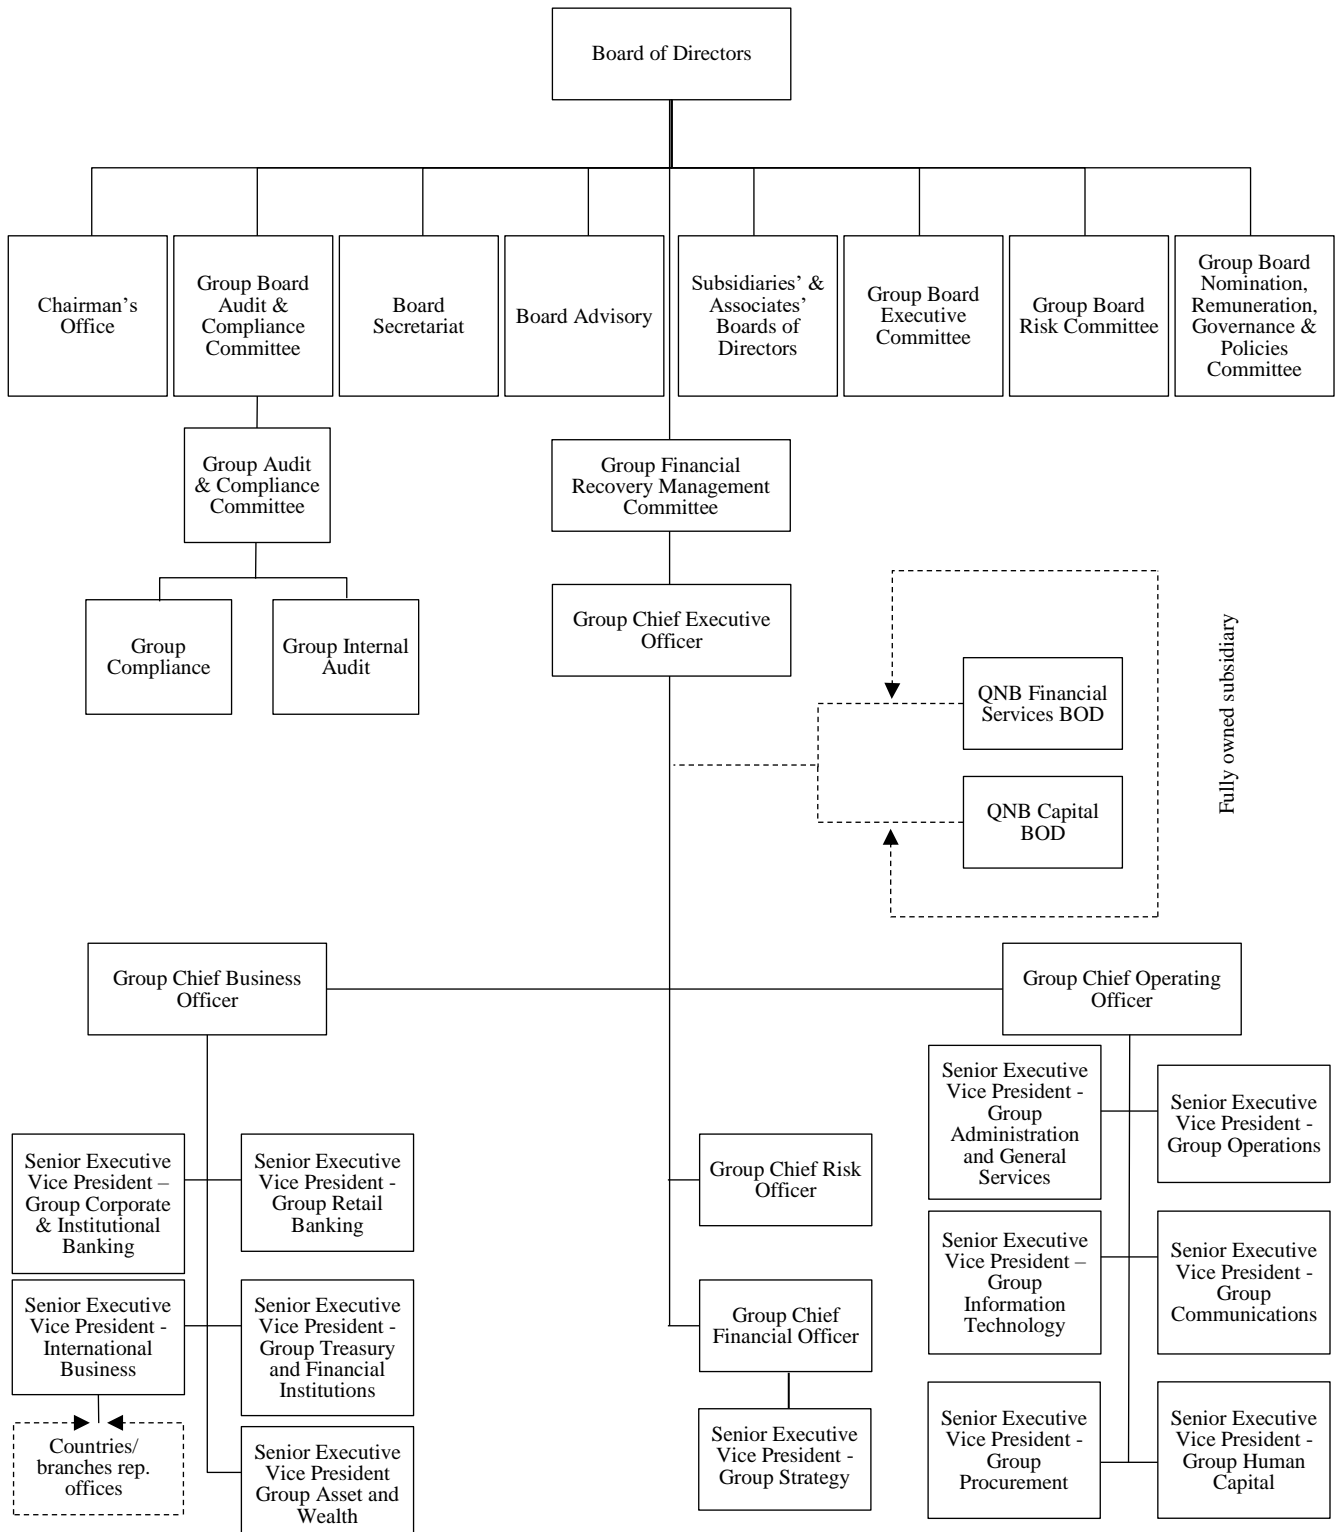 Board of Directors
Chairman’s
Office
Group Board
Audit &
Compliance
Committee
Board
Secretariat
Board Advisory
Subsidiaries’ &
Associates’
Boards of
Directors
Group Board
Executive
Committee
Group Board
Risk Committee
Group Board
Nomination,
Remuneration,
Governance &
Policies
Committee
Group Audit
& Compliance
Committee
Group Financial
Recovery Management
Committee
Group
Compliance
Group Internal
Audit
Group Chief Executive
Officer
QNB Financial
Services BOD
QNB Capital
BOD
Fully owned subsidiary
Group Chief Business
Officer
Group Chief Operating
Officer
Senior Executive
Vice President –
Group Corporate
& Institutional
Banking
Senior Executive
Vice President -
Group Retail
Banking
Senior Executive
Vice President -
International
Business
Senior Executive
Vice President -
Group Treasury
and Financial
Institutions
Countries/
branches rep.
offices
Senior Executive
Vice President
Group Asset and
Wealth
Group Chief Risk
Officer
Group Chief
Financial Officer
Senior Executive
Vice President -
Group Strategy
Senior Executive
Vice President -
Group
Administration
and General
Services
Senior Executive
Vice President -
Group Operations
Senior Executive
Vice President –
Group
Information
Technology
Senior Executive
Vice President -
Group
Communications
Senior Executive
Vice President -
Group
Procurement
Senior Executive
Vice President -
Group Human
Capital